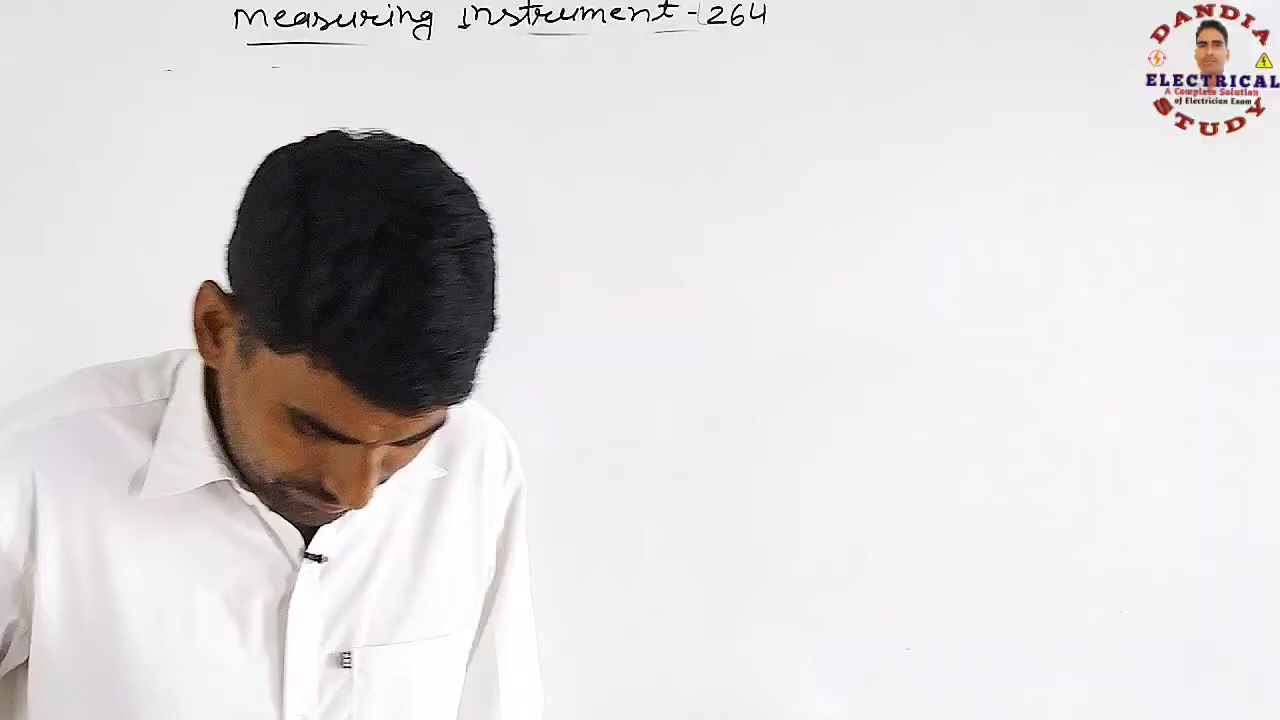 Measuring Instrument - 264
DANDIA
ELECTRICAL
A Complete Solution
of Electrician Exam
STUDY